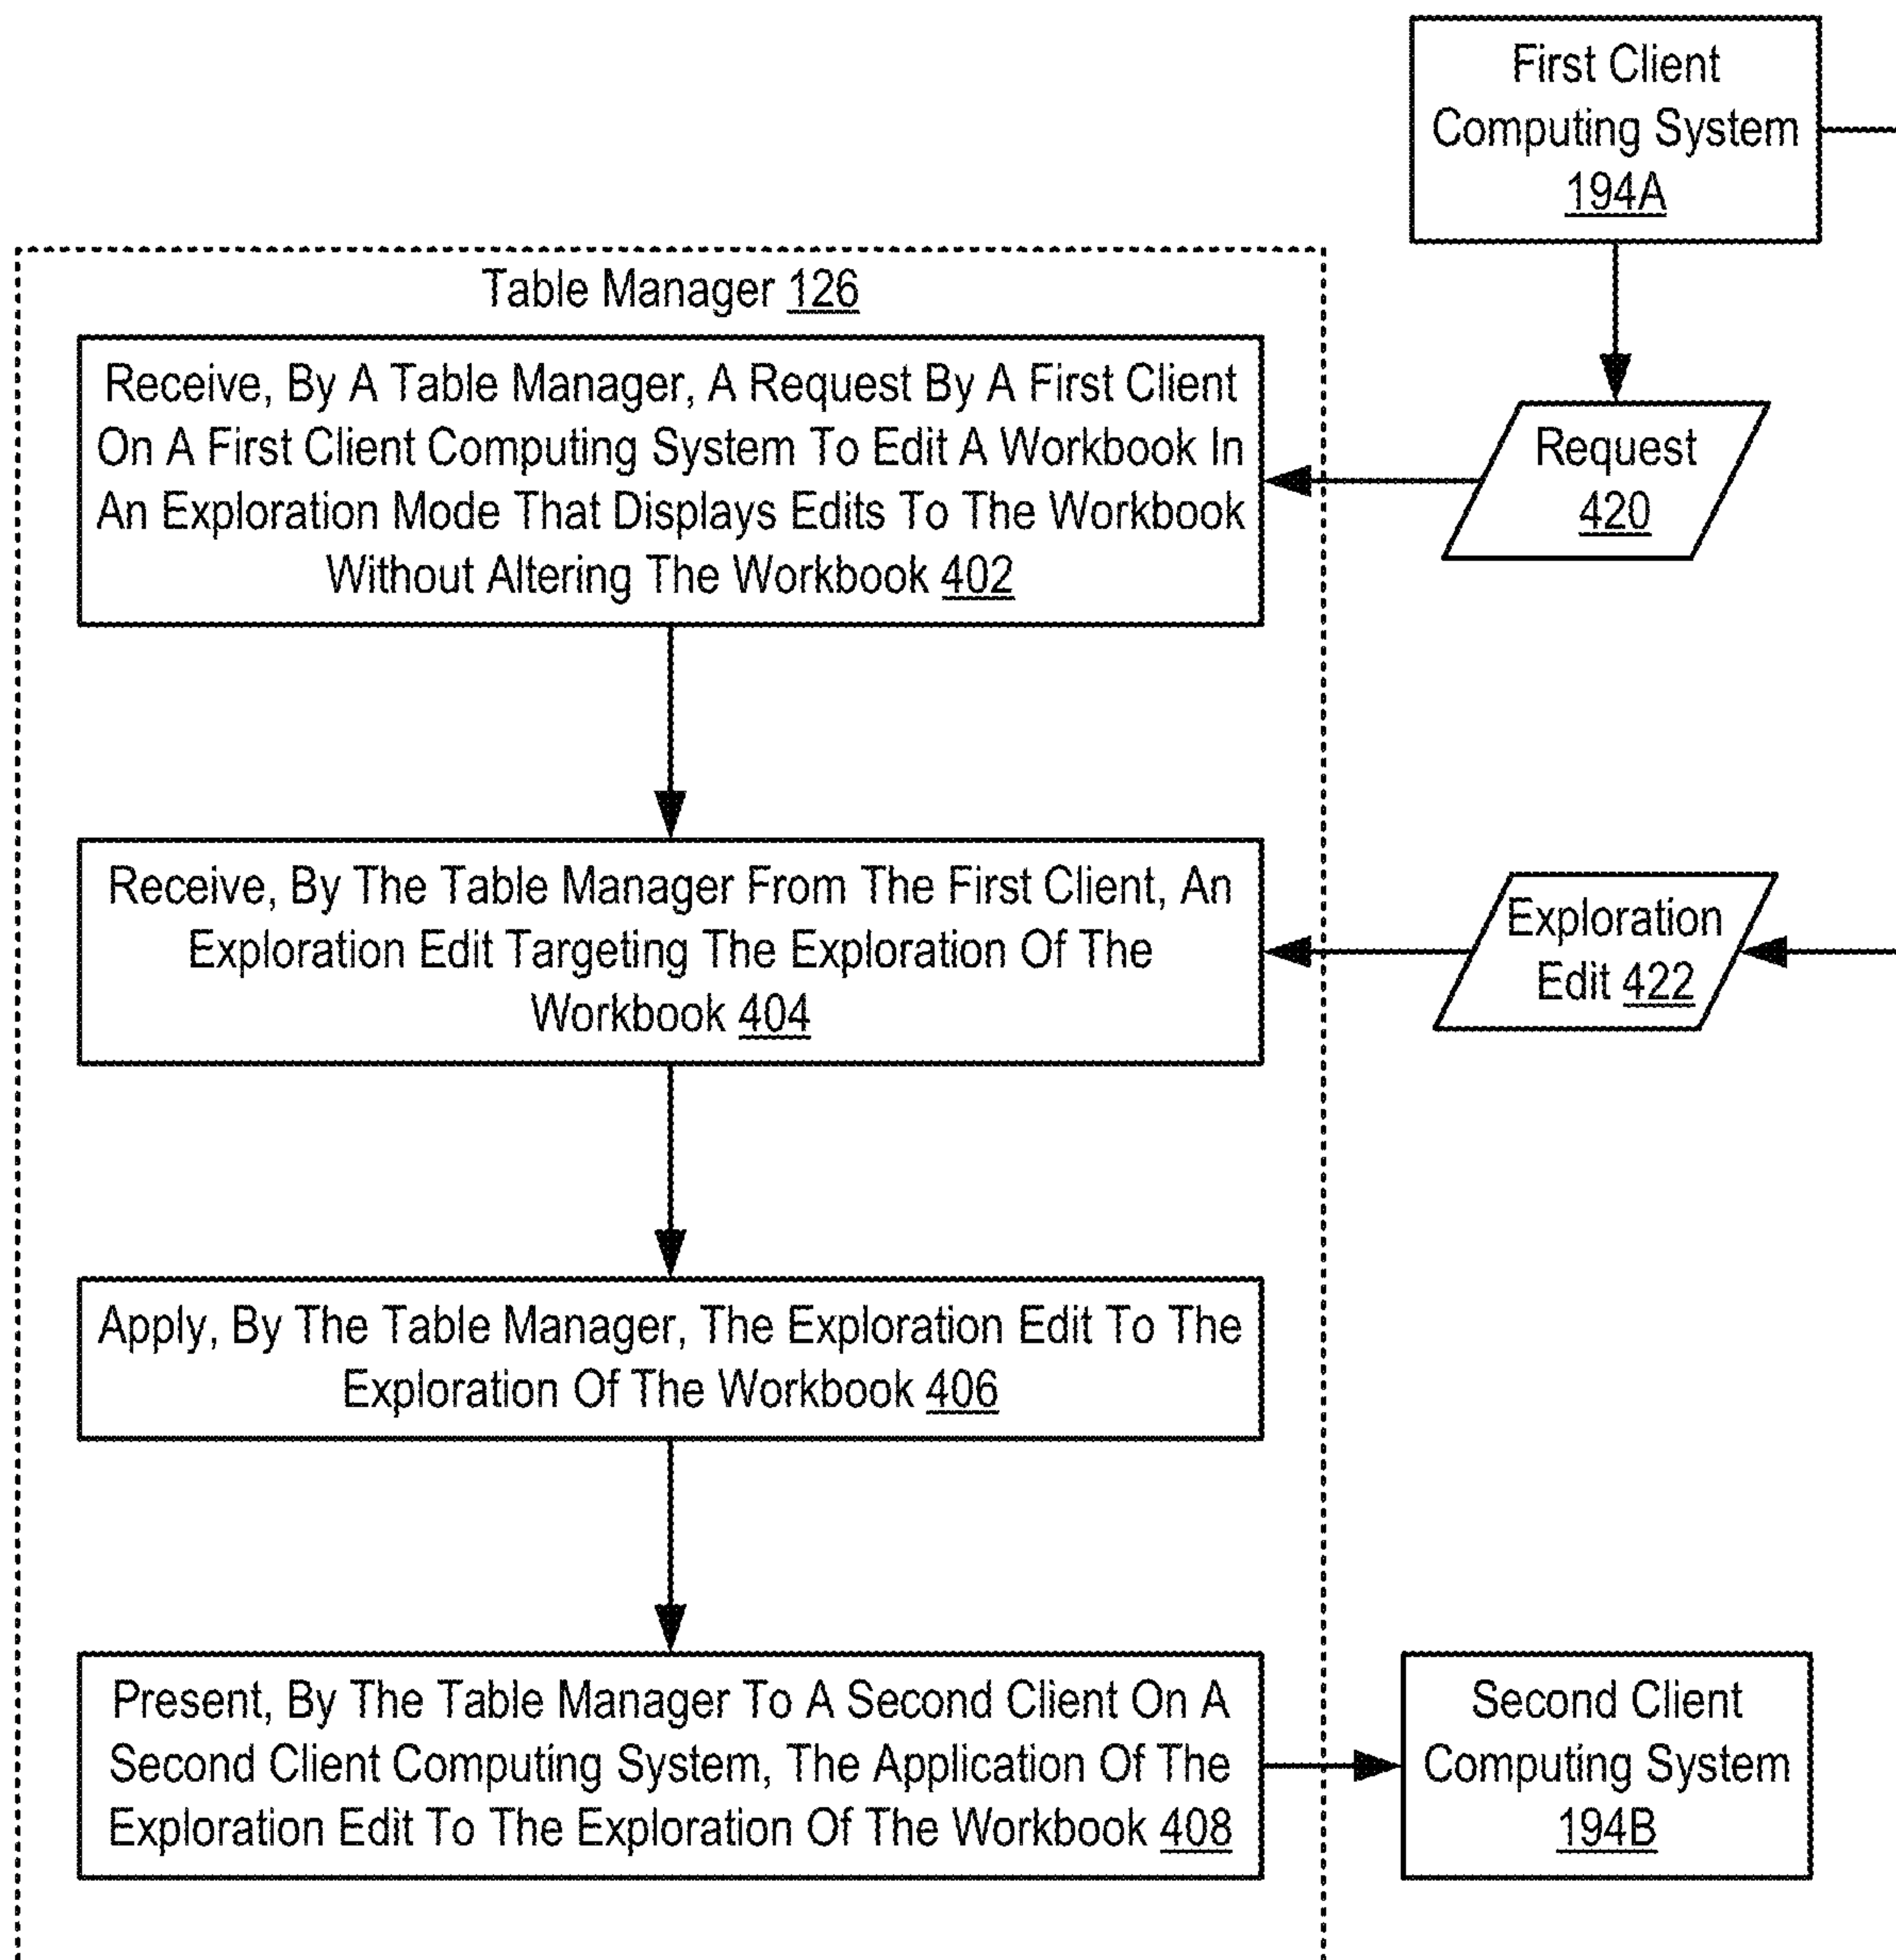 First Client
Computing System
194A
Table Manager 126
Receive, By A Table Manager, A Request By A First Client
On A First Client Computing System To Edit A Workbook In
An Exploration Mode That Displays Edits To The Workbook
Without Altering The Workbook 402
Request
420
Receive, By The Table Manager From The First Client, An
Exploration Edit Targeting The Exploration Of The
Workbook 404
Exploration
Edit 422
Apply, By The Table Manager, The Exploration Edit To The
Exploration Of The Workbook 406
Present, By The Table Manager To A Second Client On A
Second Client Computing System, The Application Of The
Exploration Edit To The Exploration Of The Workbook 408
Second Client
Computing System
194B